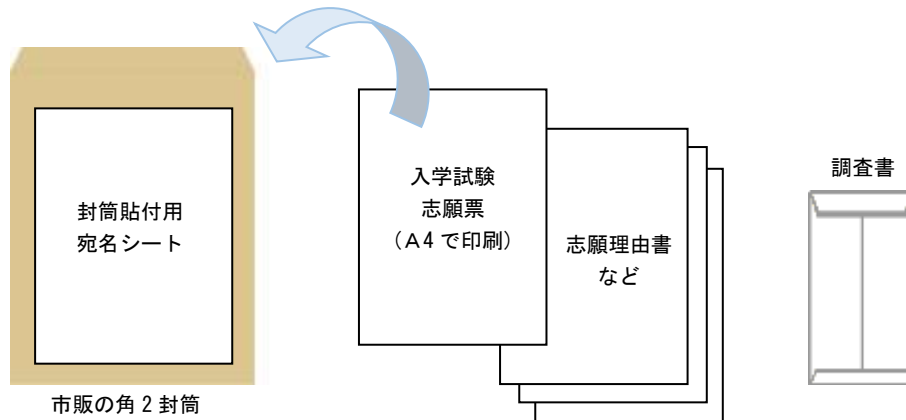 封筒貼付用
宛名シート
市販の角2封筒
入学試験
志願票
(A4で印刷)
志願理由書
など
調査書